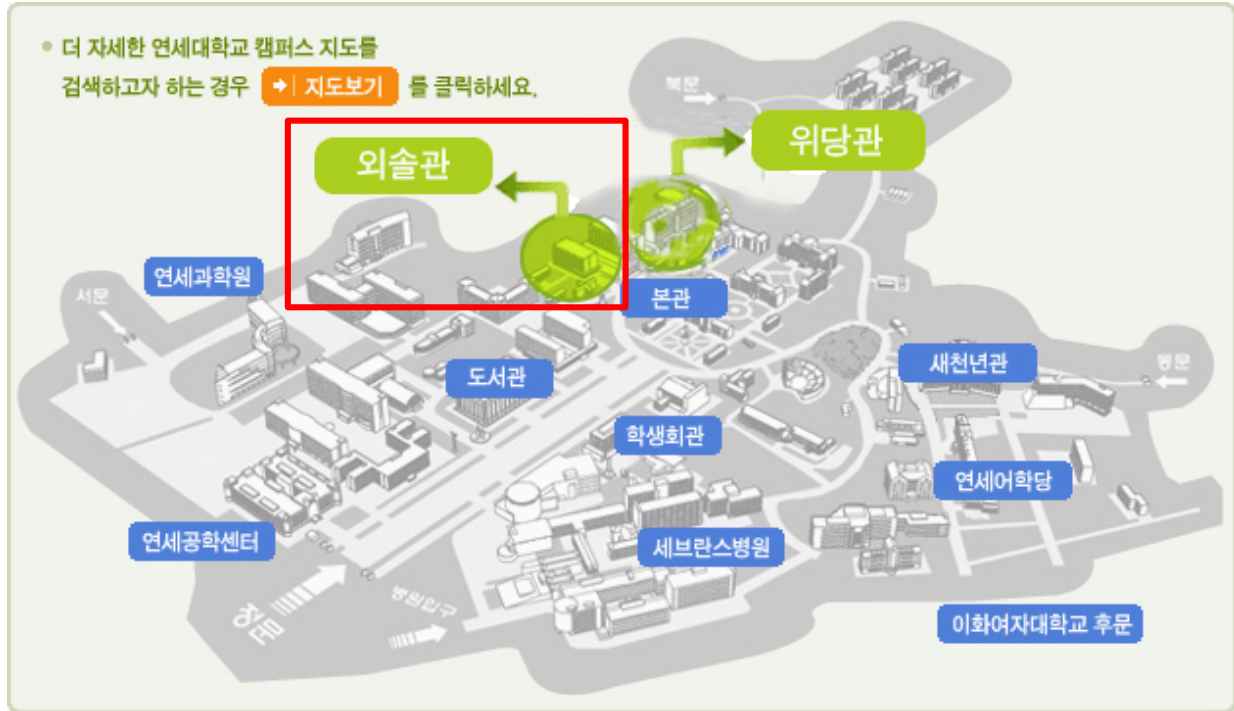 • 더 자세한 연세대학교 캠퍼스 지도를
검색하고자 하는 경우 지도보기 를 클릭하세요.
북문
위당관
외솔관
연세과학원
서문
본관
새천년관
동문
도서관
학생회관
연세어학당
연세공학센터
세브란스병원
병원입구
정문
이화여자대학교 후문